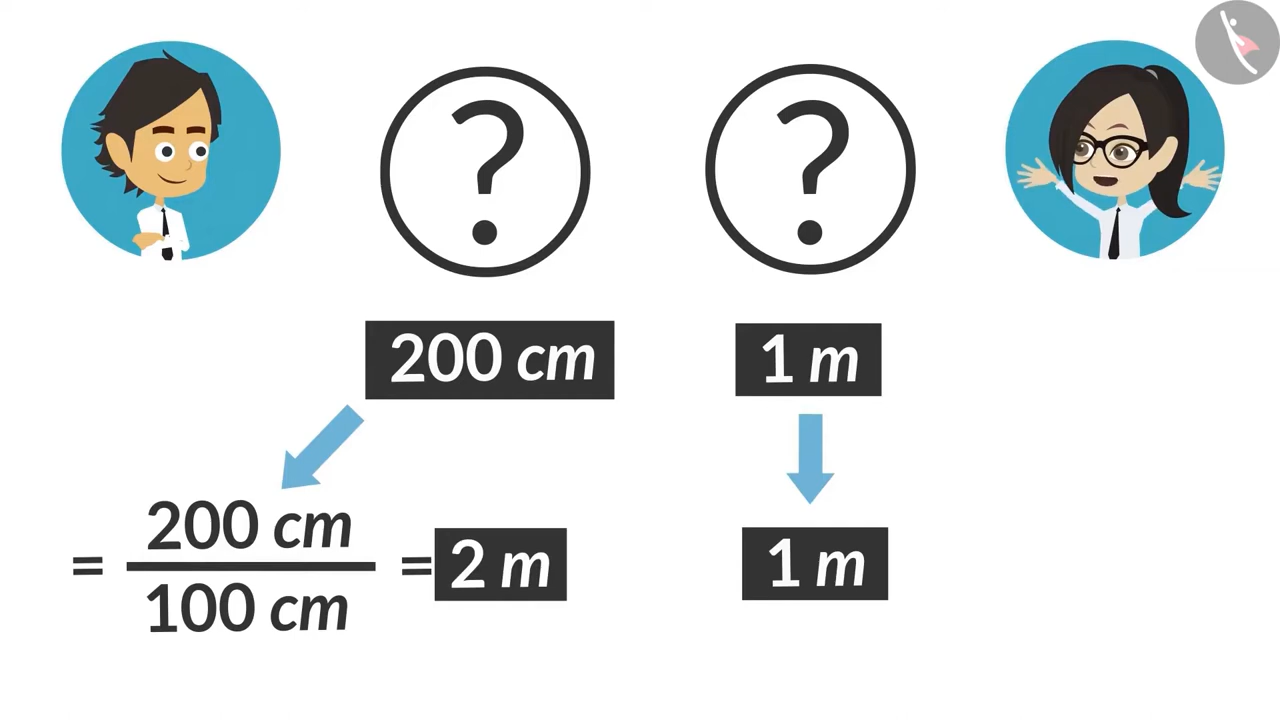 ? ?
200 cm 1 m
200 cm
= = 2 m 1 m
100 cm